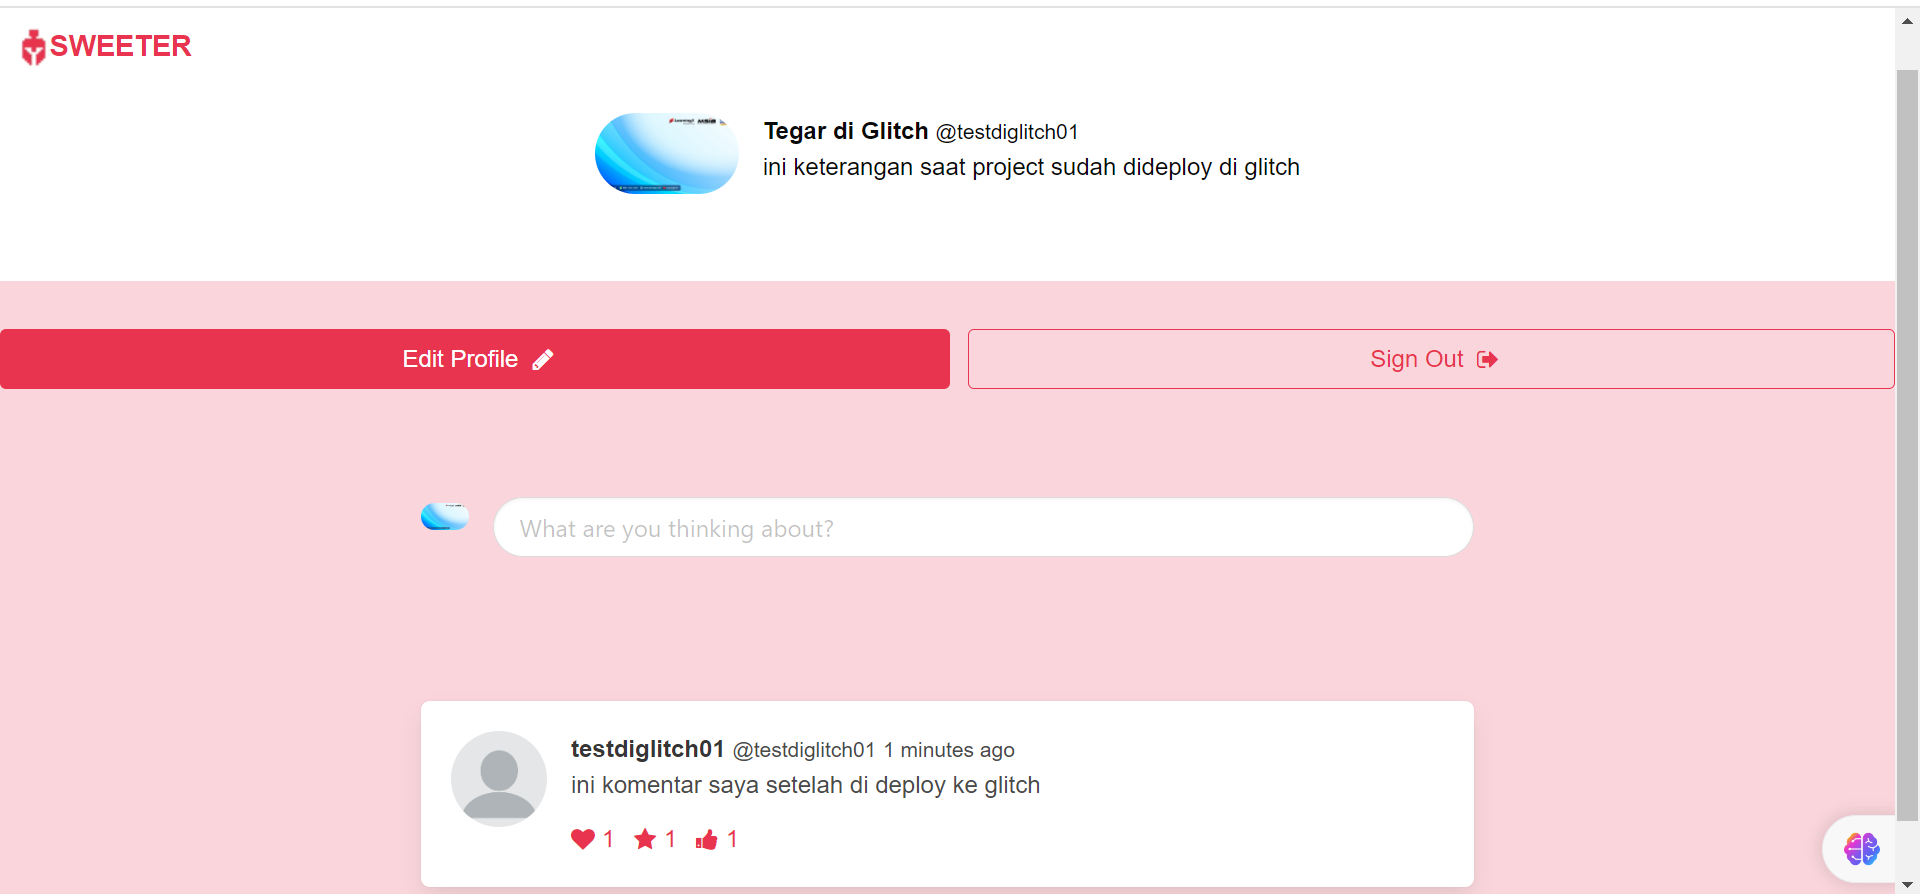 SWEETER
Tegar di Glitch @testdiglitch01
ini keterangan saat project sudah dideploy di glitch
Edit Profile
Sign Out
What are you thinking about?
testdiglitch01 @testdiglitch01 1 minutes ago
ini komentar saya setelah di deploy ke glitch
1 1 1